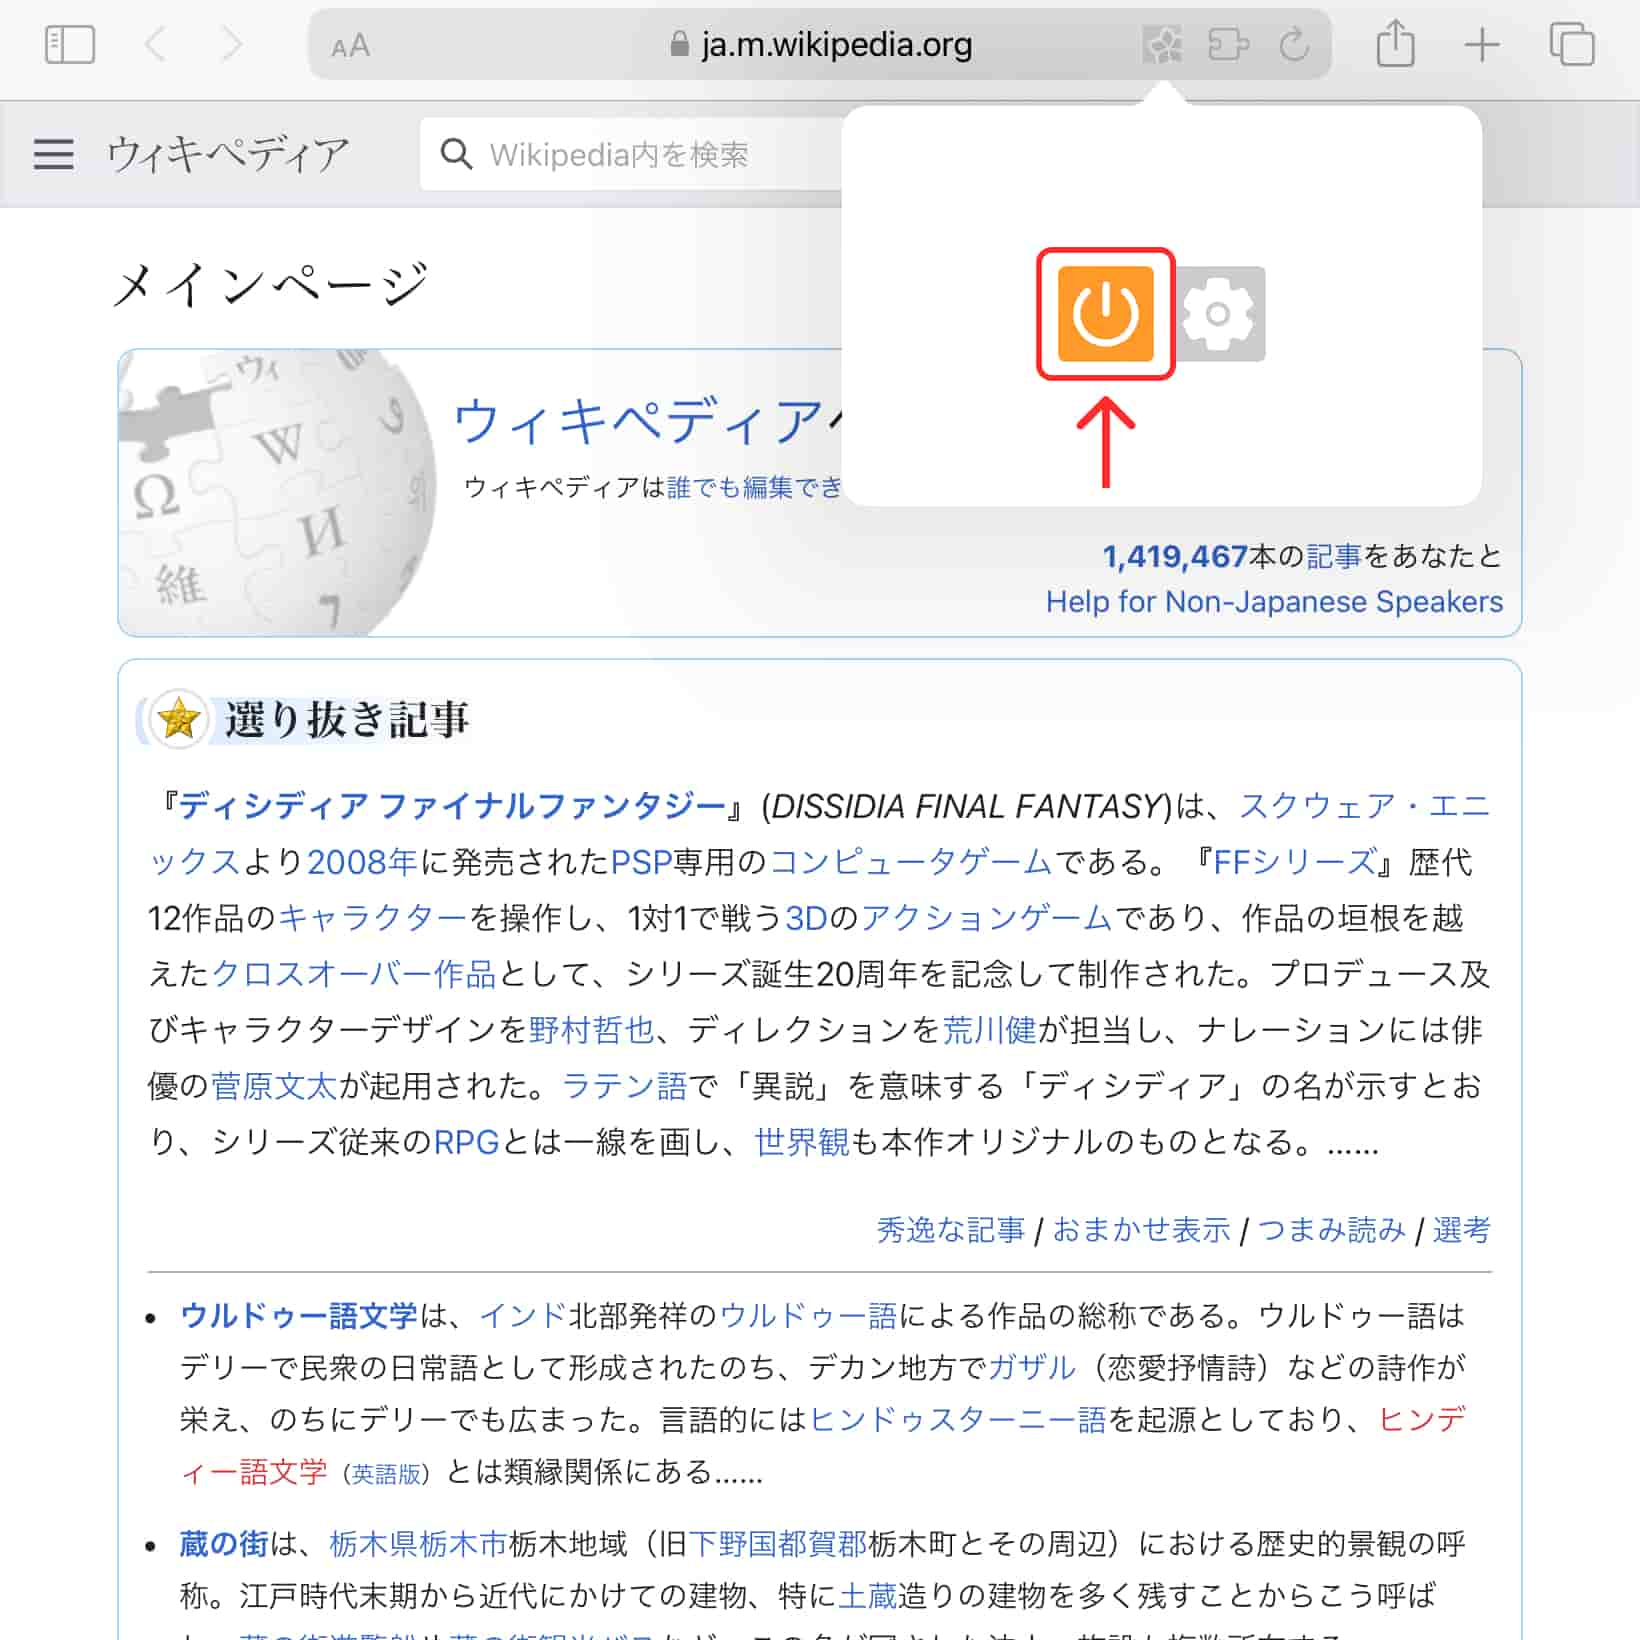 AA
ja.m.wikipedia.org
ウィキペディア
Wikipedia内を検索
メインページ
ウィキペディアへ
ウィキペディアは誰でも編集でき
1,419,467本の記事をあなたと
Help for Non-Japanese Speakers
選り抜き記事
『ディシディア ファイナルファンタジー』(DISSIDIA FINAL FANTASY)は、スクウェア・エニ
ックスより2008年に発売されたPSP専用のコンピュータゲームである。『FFシリーズ』歴代
12作品のキャラクターを操作し、1対1で戦う3Dのアクションゲームであり、作品の垣根を越
えたクロスオーバー作品として、シリーズ誕生20周年を記念して制作された。プロデュース及
びキャラクターデザインを野村哲也、ディレクションを荒川健が担当し、ナレーションには俳
優の菅原文太が起用された。ラテン語で「異説」を意味する「ディシディア」の名が示すとお
り、シリーズ従来のRPGとは一線を画し、世界観も本作オリジナルのものとなる。……
秀逸な記事 / おまかせ表示 / つまみ読み / 選考
ウルドゥー語文学は、インド北部発祥のウルドゥー語による作品の総称である。ウルドゥー語は
デリーで民衆の日常語として形成されたのち、デカン地方でガザル（恋愛抒情詩）などの詩作が
栄え、のちにデリーでも広まった。言語的にはヒンドゥスターニー語を起源としており、ヒンデ
ィー語文学（英語版）とは類縁関係にある……
蔵の街は、栃木県栃木市栃木地域（旧下野国都賀郡栃木町とその周辺）における歴史的景観の呼
称。江戸時代末期から近代にかけての建物、特に土蔵造りの建物を多く残すことからこう呼ば